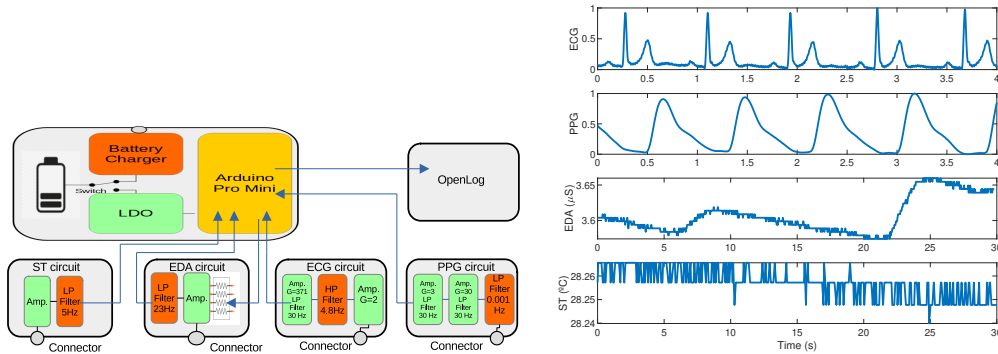 Battery
Charger
Switch
LDO
Arduino
Pro Mini
OpenLog
ST circuit
Amp.
LP
Filter
5Hz
Connector
EDA circuit
LP
Filter
23Hz
Amp.
Connector
ECG circuit
Amp.
G=371
LP
Filter
30 Hz
HP
Filter
4.8Hz
Amp.
G=2
Connector
PPG circuit
Amp.
G=3
LP
Filter
30 Hz
Amp.
G=30
LP
Filter
30 Hz
LP
Filter
0.001
Hz
Connector
ECG
1
0.5
0
0 0.5 1 1.5 2 2.5 3 3.5 4
PPG
1
0.5
0
0 0.5 1 1.5 2 2.5 3 3.5 4
EDA (μS)
3.65
3.6
0 5 10 15 20 25 30
ST (ºC)
28.26
28.25
28.24
0 5 10 15 20 25 30
Time (s)